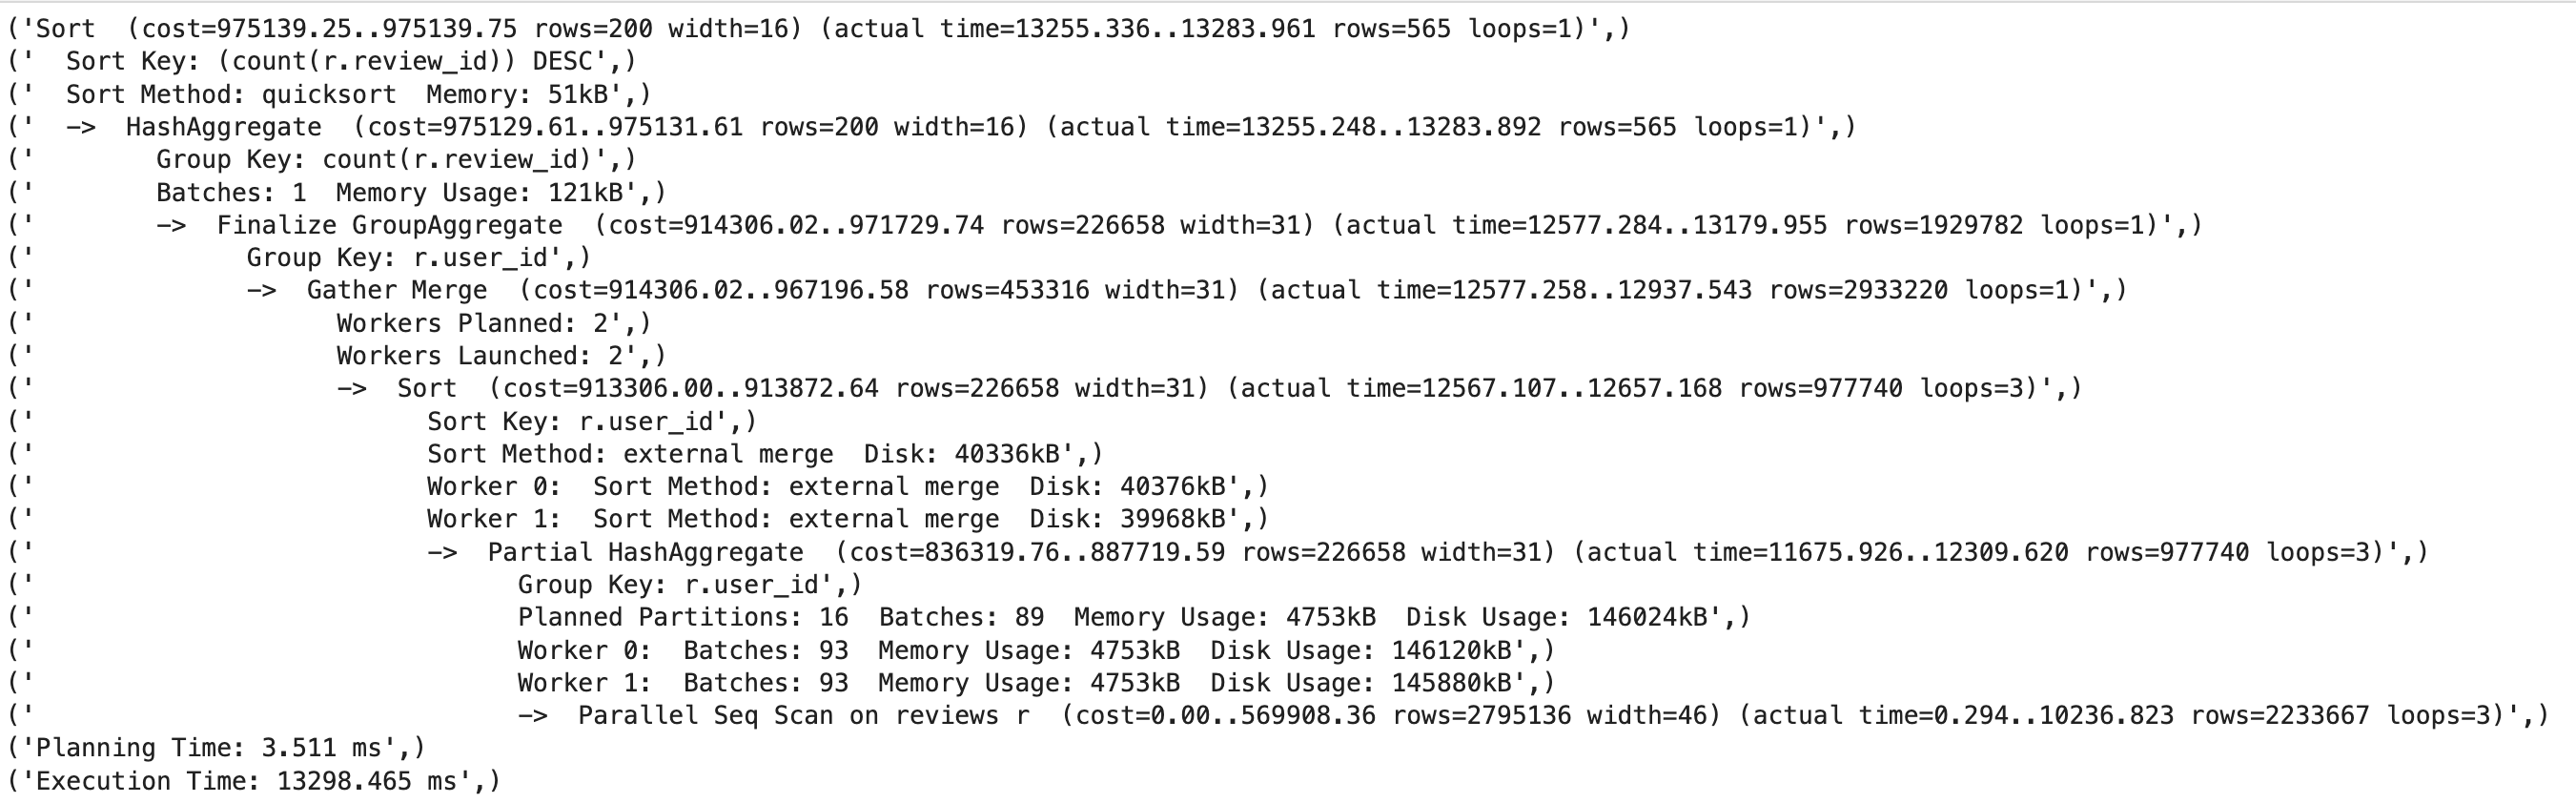 ('Sort  (cost=975139.25..975139.75 rows=200 width=16) (actual time=13255.336..13283.961 rows=565 loops=1)',)
('  Sort Key: (count(r.review_id)) DESC',)
('  Sort Method: quicksort  Memory: 51kB',)
('  ->  HashAggregate  (cost=975129.61..975131.61 rows=200 width=16) (actual time=13255.248..13283.892 rows=565 loops=1)',)
('        Group Key: count(r.review_id)',)
('        Batches: 1  Memory Usage: 121kB',)
('        ->  Finalize GroupAggregate  (cost=914306.02..971729.74 rows=226658 width=31) (actual time=12577.284..13179.955 rows=1929782 loops=1)',)
('              Group Key: r.user_id',)
('              ->  Gather Merge  (cost=914306.02..967196.58 rows=453316 width=31) (actual time=12577.258..12937.543 rows=2933220 loops=1)',)
('                    Workers Planned: 2',)
('                    Workers Launched: 2',)
('                    ->  Sort  (cost=913306.00..913872.64 rows=226658 width=31) (actual time=12567.107..12657.168 rows=977740 loops=3)',)
('                          Sort Key: r.user_id',)
('                          Sort Method: external merge  Disk: 40336kB',)
('                          Worker 0:  Sort Method: external merge  Disk: 40376kB',)
('                          Worker 1:  Sort Method: external merge  Disk: 39968kB',)
('                          ->  Partial HashAggregate  (cost=836319.76..887719.59 rows=226658 width=31) (actual time=11675.926..12309.620 rows=977740 loops=3)',)
('                                Group Key: r.user_id',)
('                                Planned Partitions: 16  Batches: 89  Memory Usage: 4753kB  Disk Usage: 146024kB',)
('                                Worker 0:  Batches: 93  Memory Usage: 4753kB  Disk Usage: 146120kB',)
('                                Worker 1:  Batches: 93  Memory Usage: 4753kB  Disk Usage: 145880kB',)
('                                ->  Parallel Seq Scan on reviews r  (cost=0.00..569908.36 rows=2795136 width=46) (actual time=0.294..10236.823 rows=2233667 loops=3)',)
('Planning Time: 3.511 ms',)
('Execution Time: 13298.465 ms',)